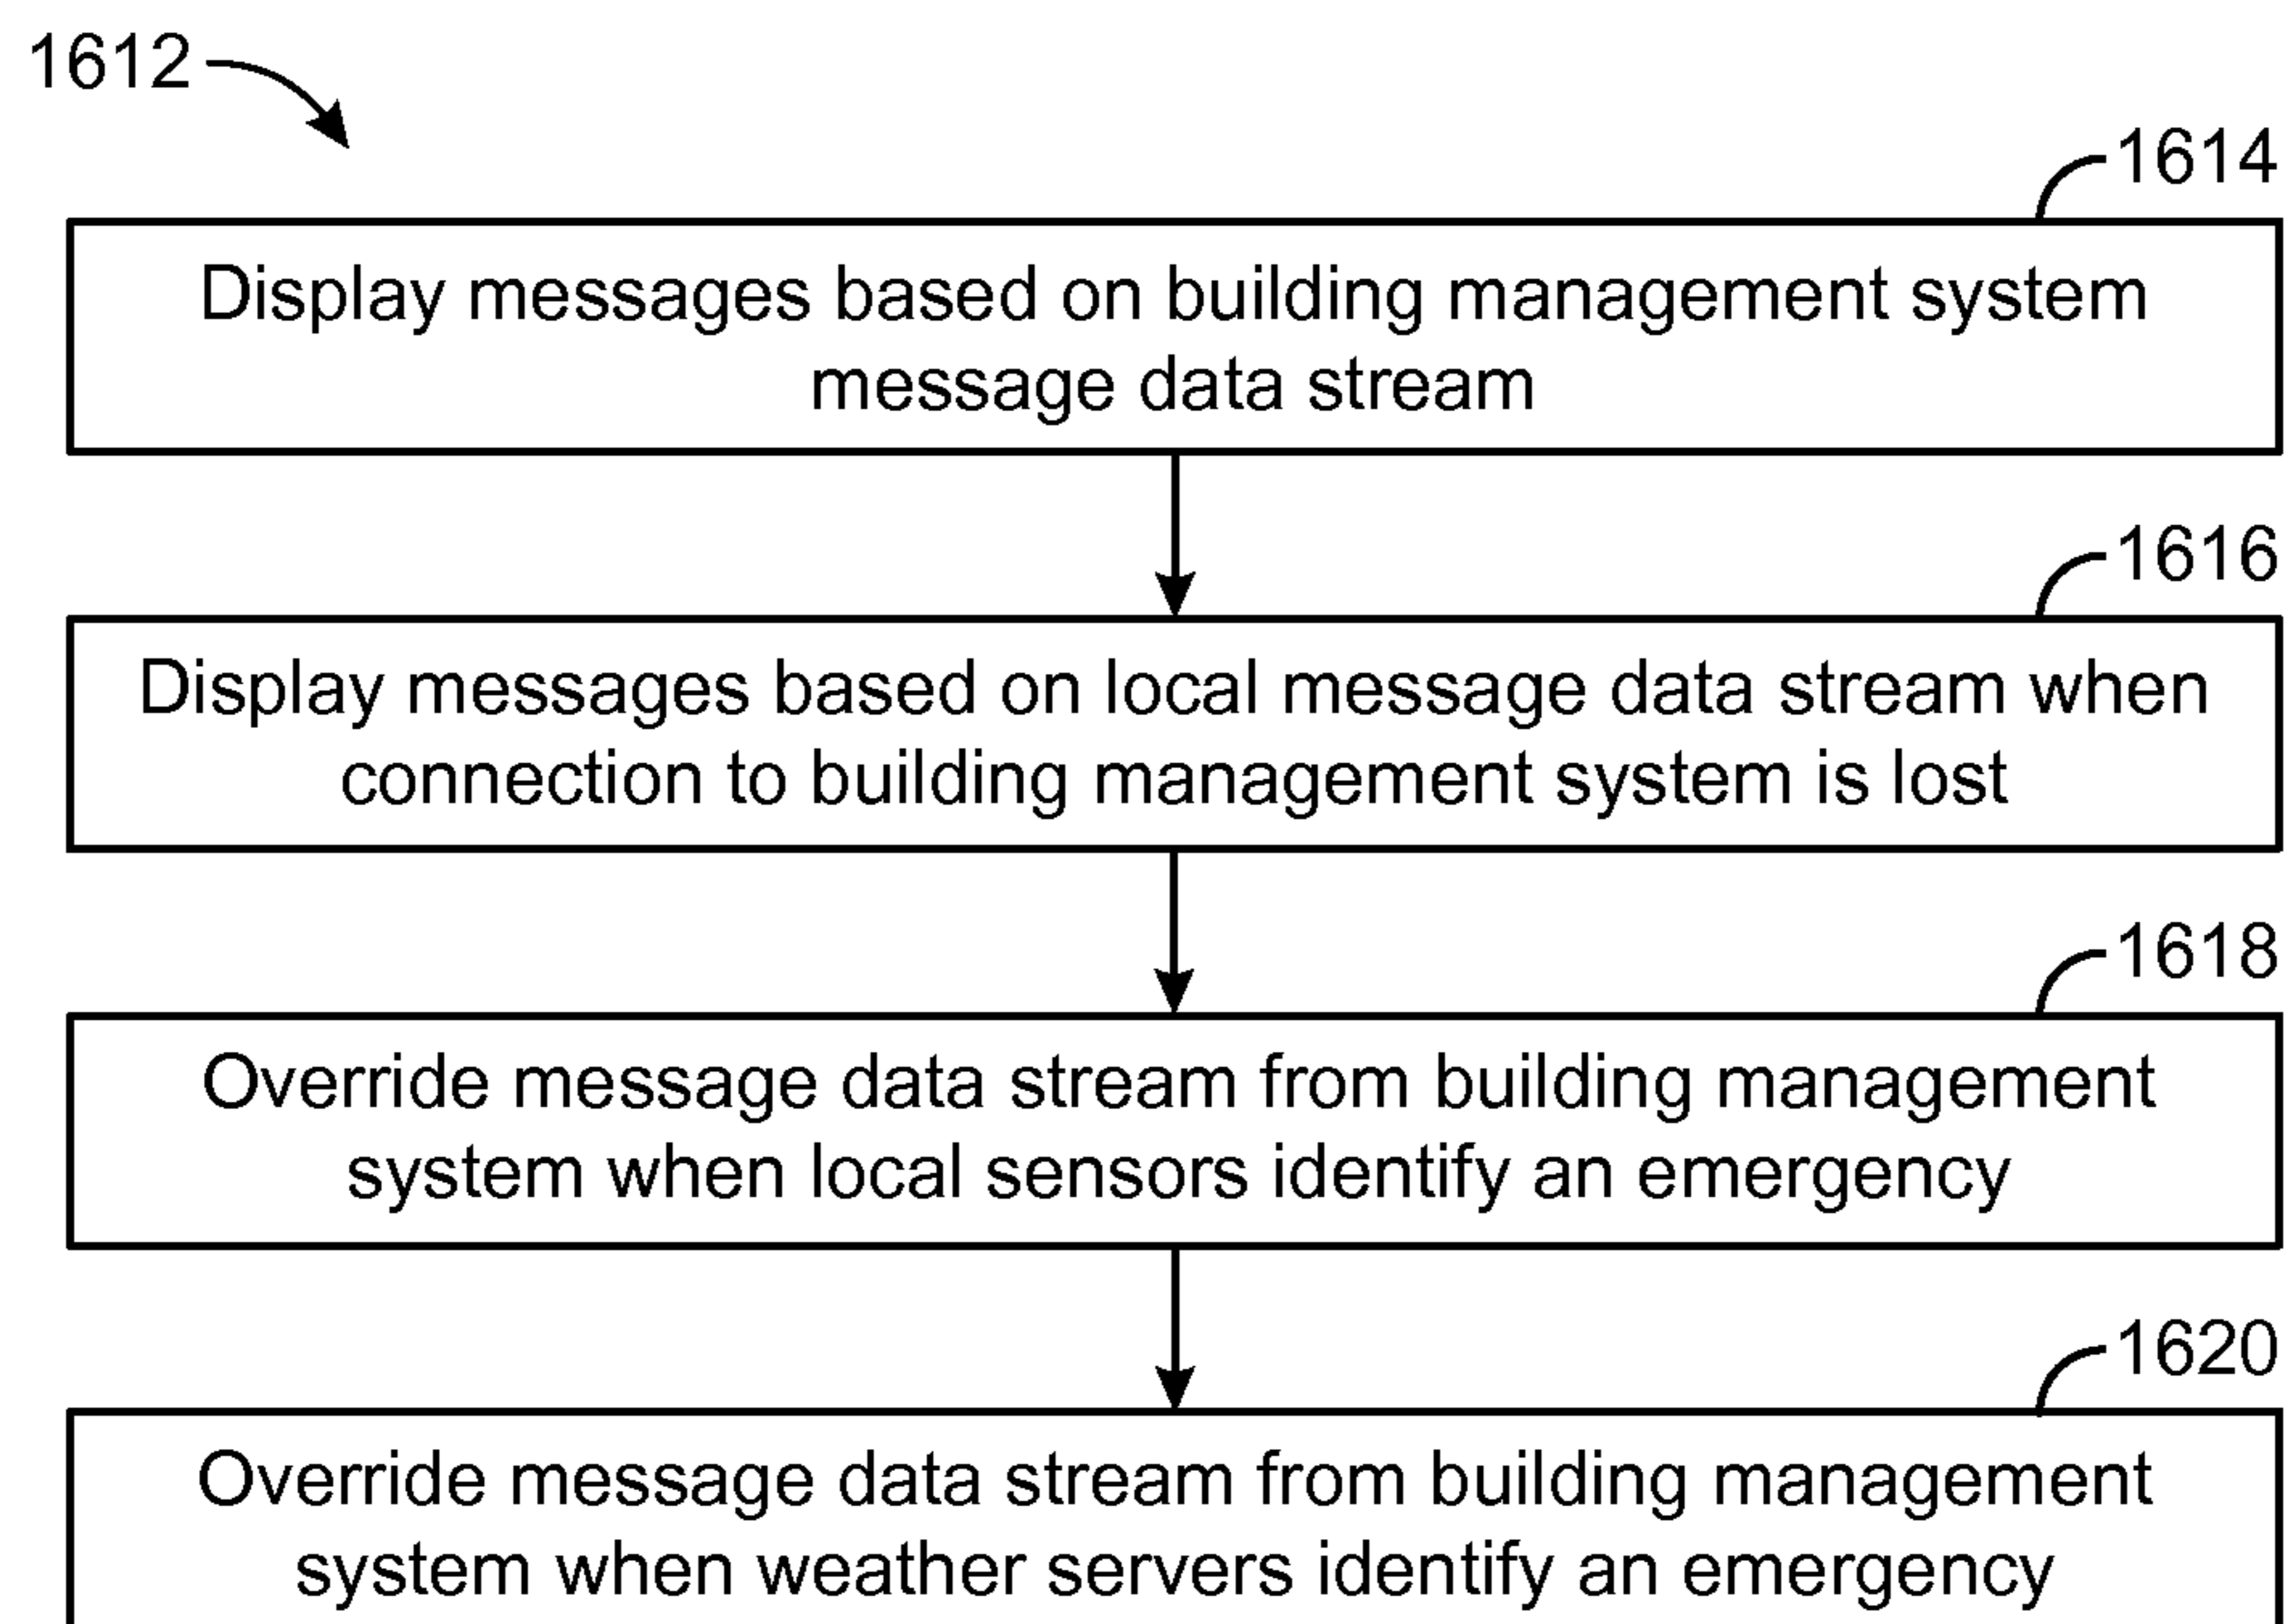 1612
1614
Display messages based on building management system
message data stream
1616
Display messages based on local message data stream when
connection to building management system is lost
1618
Override message data stream from building management
system when local sensors identify an emergency
1620
Override message data stream from building management
system when weather servers identify an emergency